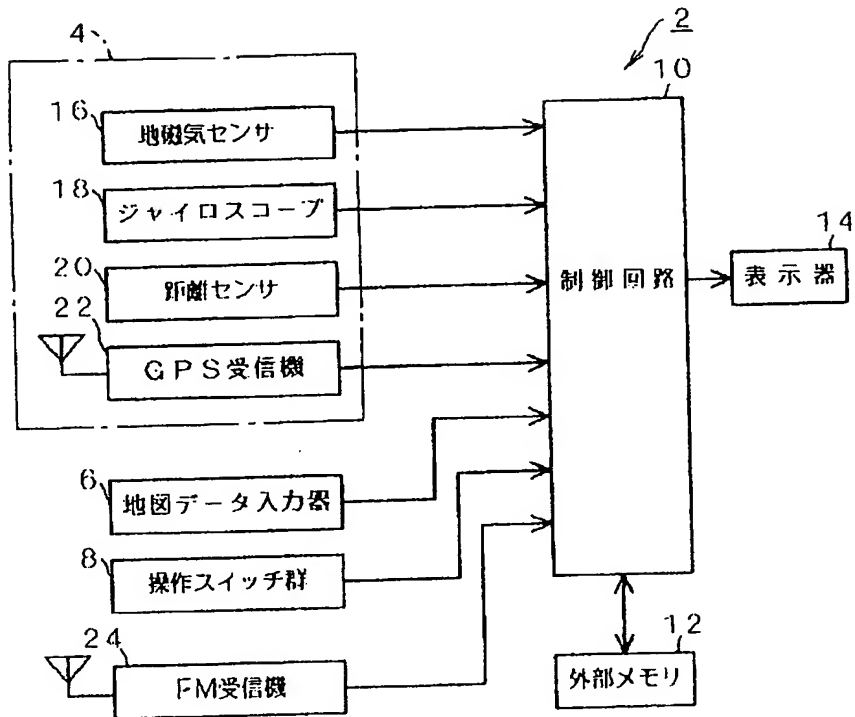 4
2
10
16
地磁気センサ
18
ジャイロスコープ
14
20
距離センサ
制御回路
表示器
22
GPS受信機
6
地図データ入力器
8
操作スイッチ群
12
24
外部メモリ
FM受信機